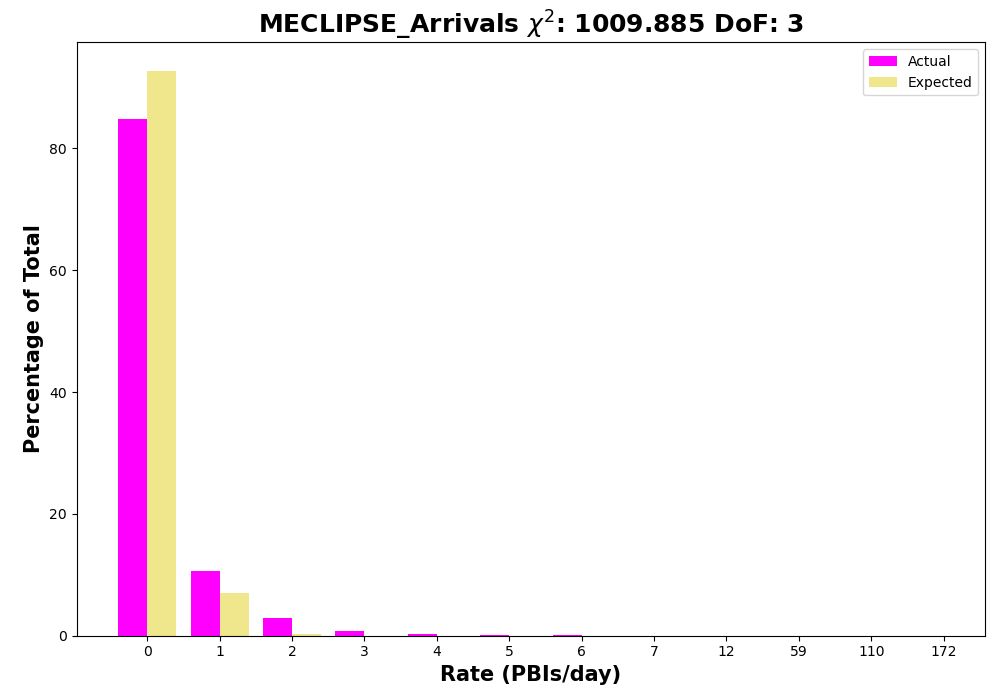 MECLIPSE_Arrivals χ²: 1009.885 DoF: 3
Actual
Expected
Percentage of Total
80
60
40
20
0
0 1 2 3 4 5 6 7 12 59 110 172
Rate (PBIs/day)